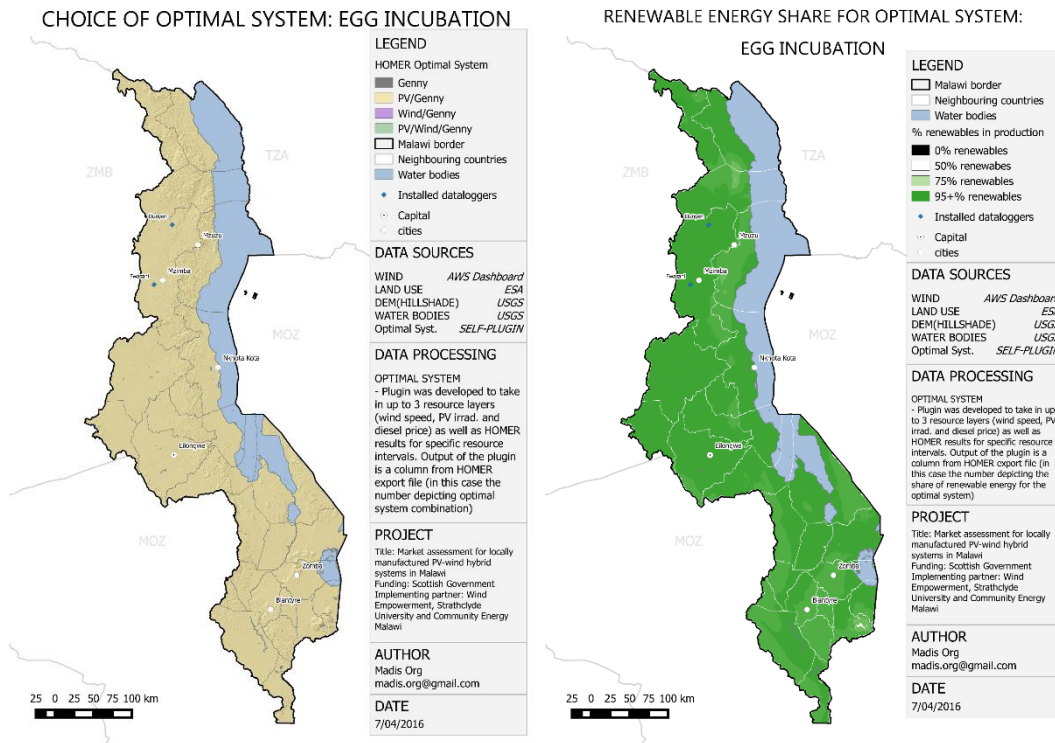 CHOICE OF OPTIMAL SYSTEM: EGG INCUBATION
LEGEND
HOMER Optimal System
Genny
PV/Genny
Wind/Genny
PV/Wind/Genny
Malawi border
Neighbouring countries
Water bodies
Installed dataloggers
Capital
cities
DATA SOURCES
WIND AWS Dashboard
LAND USE ESA
DEM(HILLSHADE) USGS
WATER BODIES USGS
Optimal Syst. SELF-PLUGIN
DATA PROCESSING
OPTIMAL SYSTEM
- Plugin was developed to take
in up to 3 resource layers
(wind speed, PV irrad. and
diesel price) as well as HOMER
results for specific resource
intervals. Output of the plugin
is a column from HOMER
export file (in this case the
number depicting optimal
system combination)
PROJECT
Title: Market assessment for locally
manufactured PV-wind hybrid
systems in Malawi
Funding: Scottish Government
Implementing partner: Wind
Empowerment, Strathclyde
University and Community Energy
Malawi
AUTHOR
Madis Org
madis.org@gmail.com
DATE
7/04/2016
ZMB
TZA
MOZ
MOZ
Mzuzu
Mzimba
Nkhota Kota
Lilongwe
Zomba
Blantyre
25 0 25 50 75 100 km
RENEWABLE ENERGY SHARE FOR OPTIMAL SYSTEM:
EGG INCUBATION
LEGEND
Malawi border
Neighbouring countries
Water bodies
% renewables in production
0% renewables
50% renewabes
75% renewables
95+% renewables
Installed dataloggers
Capital
cities
DATA SOURCES
WIND AWS Dashboar
LAND USE ES
DEM(HILLSHADE) USG
WATER BODIES USG
Optimal Syst. SELF-PLUGIN
DATA PROCESSING
OPTIMAL SYSTEM
- Plugin was developed to take in up
to 3 resource layers (wind speed, PV
irrad. and diesel price) as well as
HOMER results for specific resource
intervals. Output of the plugin is a
column from HOMER export file (in
this case the number depicting the
share of renewable energy for the
optimal system)
PROJECT
Title: Market assessment for locally
manufactured PV-wind hybrid
systems in Malawi
Funding: Scottish Government
Implementing partner: Wind
Empowerment, Strathclyde
University and Community Energy
Malawi
AUTHOR
Madis Org
madis.org@gmail.com
DATE
7/04/2016
ZMB
TZA
MOZ
MOZ
Mzuzu
Mzimba
Nkhota Kota
Lilongwe
Zomba
Blantyre
25 0 25 50 75 100 km